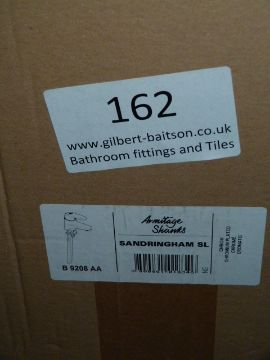 162
www.gilbert-baitson.co.uk
Bathroom fittings and Tiles
Armitage
Shanks
SANDRINGHAM SL
B 9208 AA